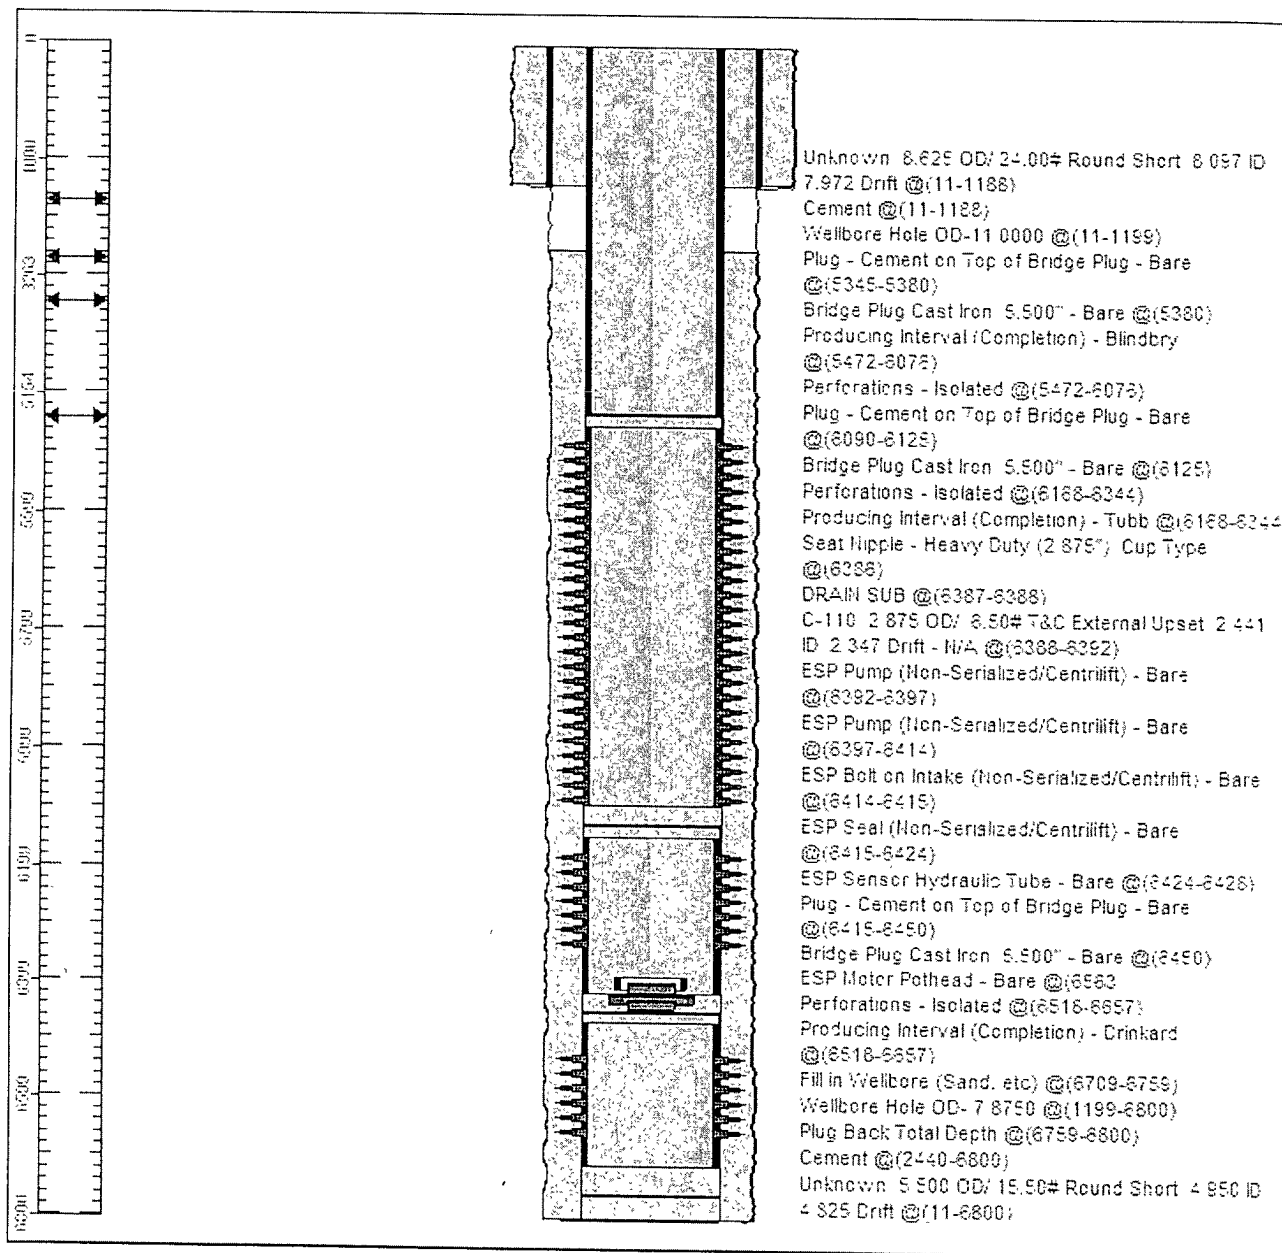 Unknown 8.625 OD/ 24.00# Round Short 8 097 ID
7.972 Drift @(11-1188)
Cement @(11-1188)
Wellbore Hole OD-11 0000 @(11-1199)
Plug - Cement on Top of Bridge Plug - Bare
@(5345-5380)
Bridge Plug Cast Iron 5.500" - Bare @(5380)
Producing Interval (Completion) - Blindbry
@(5472-6076)
Perforations - Isolated @(5472-6076)
Plug - Cement on Top of Bridge Plug - Bare
@(6090-6125)
Bridge Plug Cast Iron 5.500" - Bare @(6125)
Perforations - Isolated @(6168-6344)
Producing Interval (Completion) - Tubb @(6168-6344
Seat Nipple - Heavy Duty (2 875") Cup Type
@(6386)
DRAIN SUB @(6387-6388)
C-110 2 875 OD/ 6.50# T&C External Upset 2 441
ID 2 347 Drift - N/A @(6388-6392)
ESP Pump (Non-Serialized/Centrilift) - Bare
@(6392-6397)
ESP Pump (Non-Serialized/Centrilift) - Bare
@(6397-6414)
ESP Bolt on Intake (Non-Serialized/Centrilift) - Bare
@(6414-6415)
ESP Seal (Non-Serialized/Centrilift) - Bare
@(6415-6424)
ESP Sensor Hydraulic Tube - Bare @(6424-6428)
Plug - Cement on Top of Bridge Plug - Bare
@(6415-6450)
Bridge Plug Cast Iron 5.500" - Bare @(6450)
ESP Motor Pothead - Bare @(6563
Perforations - Isolated @(6518-6657)
Producing Interval (Completion) - Drinkard
@(6518-6657)
Fill in Wellbore (Sand, etc) @(6709-6759)
Wellbore Hole OD- 7 8750 @(1199-6800)
Plug Back Total Depth @(6759-6800)
Cement @(2440-6800)
Unknown 5 500 OD/ 15.50# Round Short 4 950 ID
4 825 Drift @(11-6800)